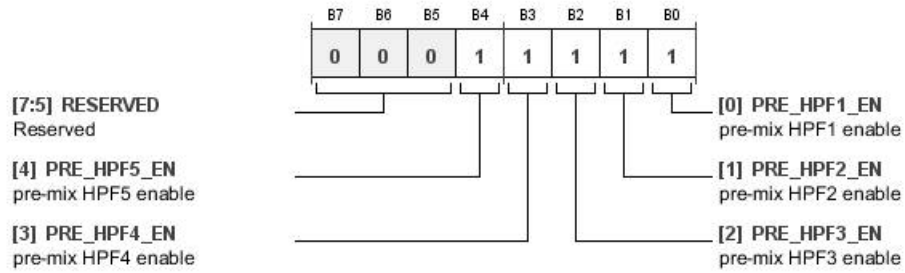 B7 B6 B5 B4 B3 B2 B1 B0
0 0 0 1 1 1 1 1
[7:5] RESERVED
Reserved
[0] PRE_HPF1_EN
pre-mix HPF1 enable
[4] PRE_HPF5_EN
pre-mix HPF5 enable
[1] PRE_HPF2_EN
pre-mix HPF2 enable
[3] PRE_HPF4_EN
pre-mix HPF4 enable
[2] PRE_HPF3_EN
pre-mix HPF3 enable